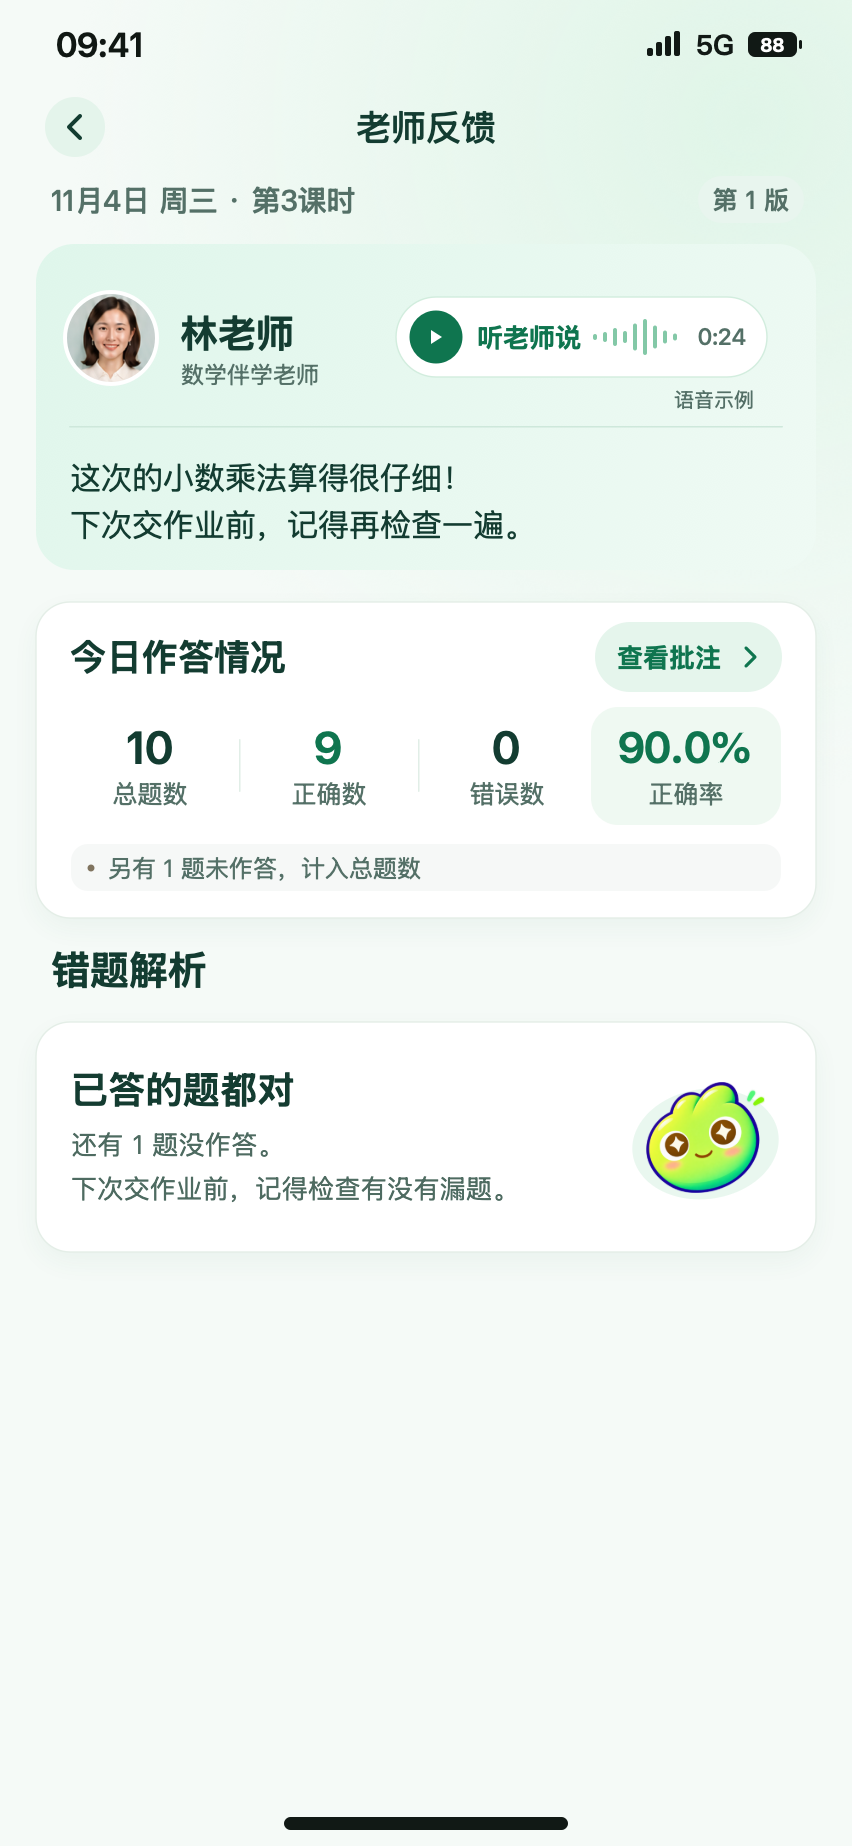 09:41
5G
88
老师反馈
11月4日 周三 · 第3课时
第 1 版
林老师
数学伴学老师
听老师说
0:24
语音示例
这次的小数乘法算得很仔细！
下次交作业前，记得再检查一遍。
今日作答情况
查看批注
10
总题数
9
正确数
0
错误数
90.0%
正确率
• 另有 1 题未作答，计入总题数
错题解析
已答的题都对
还有 1 题没作答。
下次交作业前，记得检查有没有漏题。